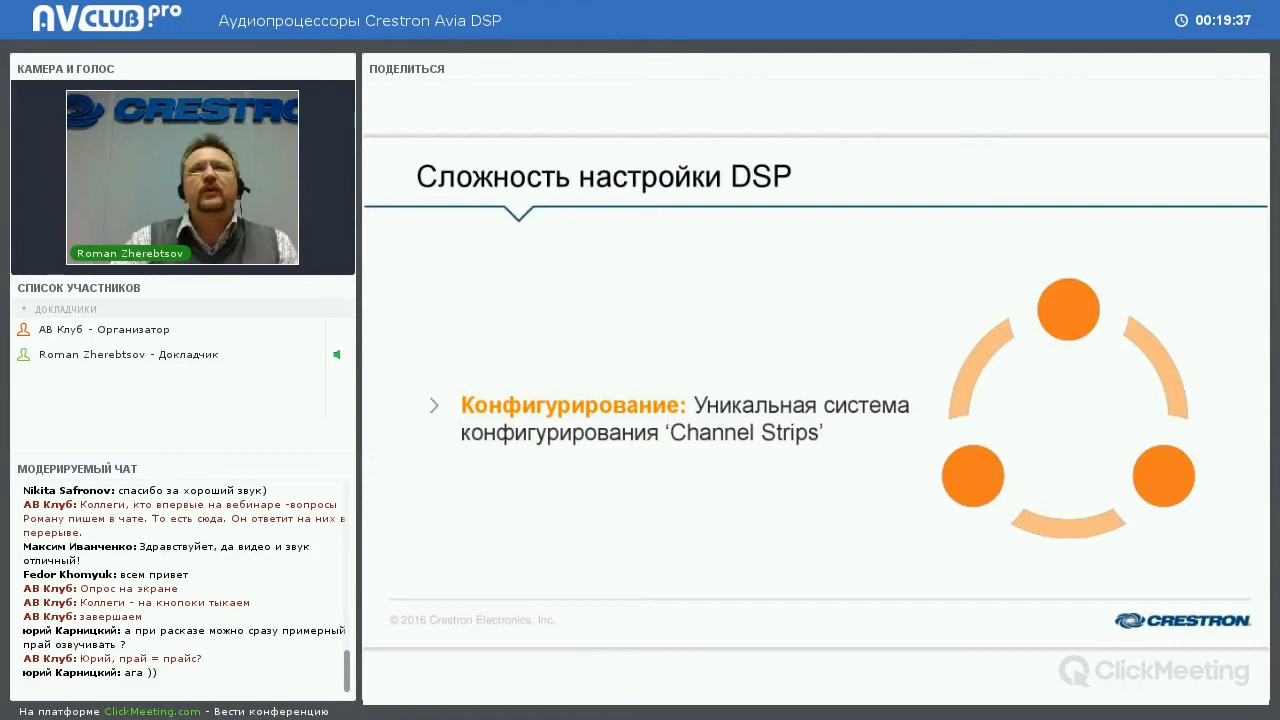 AVCLUB.pro
Аудиопроцессоры Crestron Avia DSP
00:19:37
КАМЕРА И ГОЛОС
CRESTRO
Roman Zherebtsov
СПИСОК УЧАСТНИКОВ
ДОКЛАДЧИКИ
АВ Клуб - Организатор
Roman Zherebtsov - Докладчик
МОДЕРИРУЕМЫЙ ЧАТ
Nikita Safronov: спасибо за хороший звук)
АВ Клуб: Коллеги, кто впервые на вебинаре -вопросы
Роману пишем в чате. То есть сюда. Он ответит на них в
перерыве.
Максим Иванченко: Здравствуйет, да видео и звук
отличный!
Fedor Khomyuk: всем привет
АВ Клуб: Опрос на экране
АВ Клуб: Коллеги - на кнопоки тыкаем
АВ Клуб: завершаем
юрий Карницкий: а при расказе можно сразу примерный
прай озвучивать ?
АВ Клуб: Юрий, прай = прайс?
юрий Карницкий: ага ))
На платформе ClickMeeting.com - Вести конференцию
ПОДЕЛИТЬСЯ
Сложность настройки DSP
Конфигурирование: Уникальная система
конфигурирования ‘Channel Strips’
© 2016 Crestron Electronics, Inc.
CRESTRON.
ClickMeeting